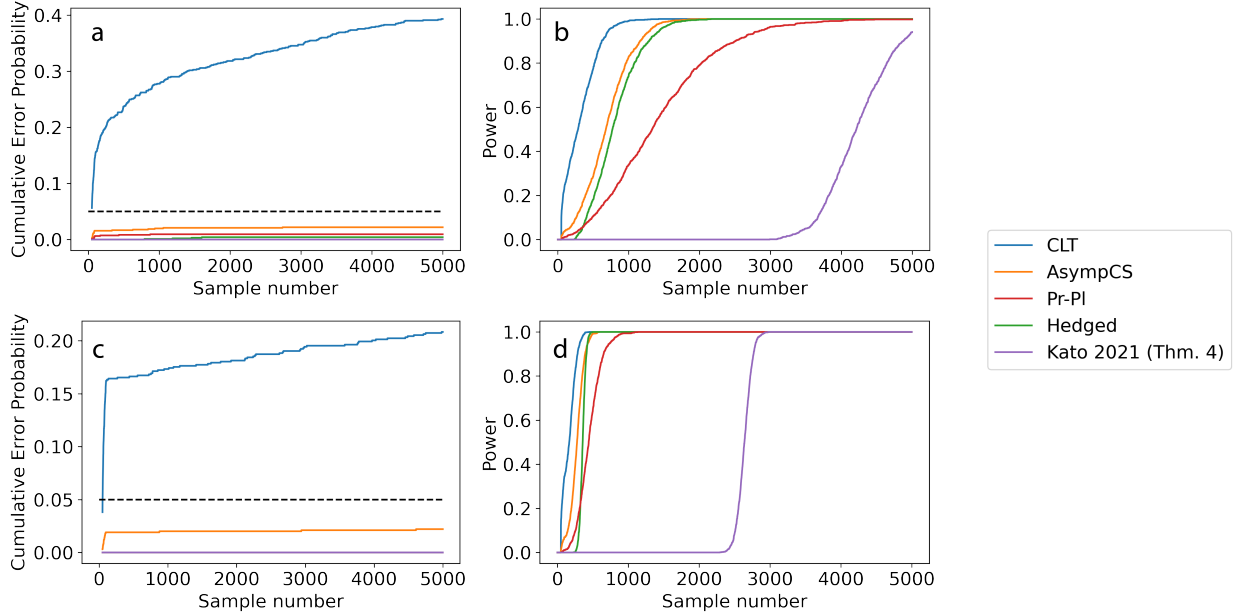 a
Cumulative Error Probability
0.4
0.3
0.2
0.1
0.0
0 1000 2000 3000 4000 5000
Sample number
b
Power
1.0
0.8
0.6
0.4
0.2
0.0
0 1000 2000 3000 4000 5000
Sample number
c
Cumulative Error Probability
0.20
0.15
0.10
0.05
0.00
0 1000 2000 3000 4000 5000
Sample number
d
Power
1.0
0.8
0.6
0.4
0.2
0.0
0 1000 2000 3000 4000 5000
Sample number
CLT
AsympCS
Pr-Pl
Hedged
Kato 2021 (Thm. 4)